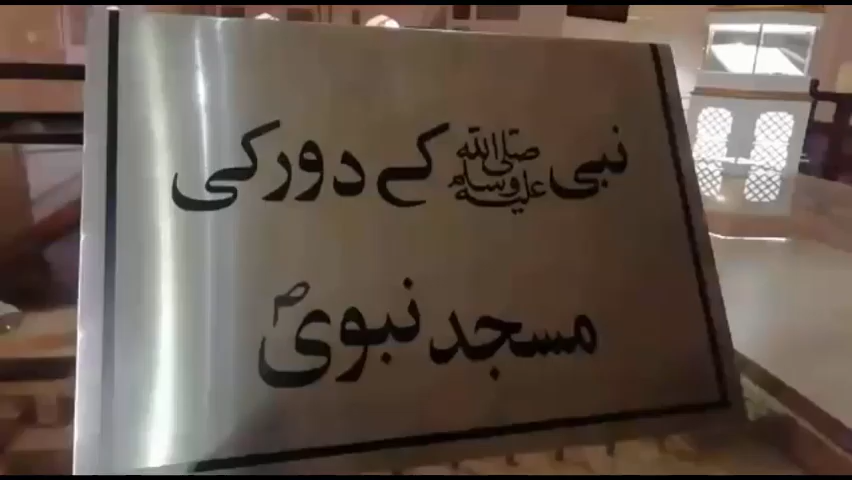 نبی صلی اللہ علیہ وسلم کے دور کی
مسجد نبویؐ